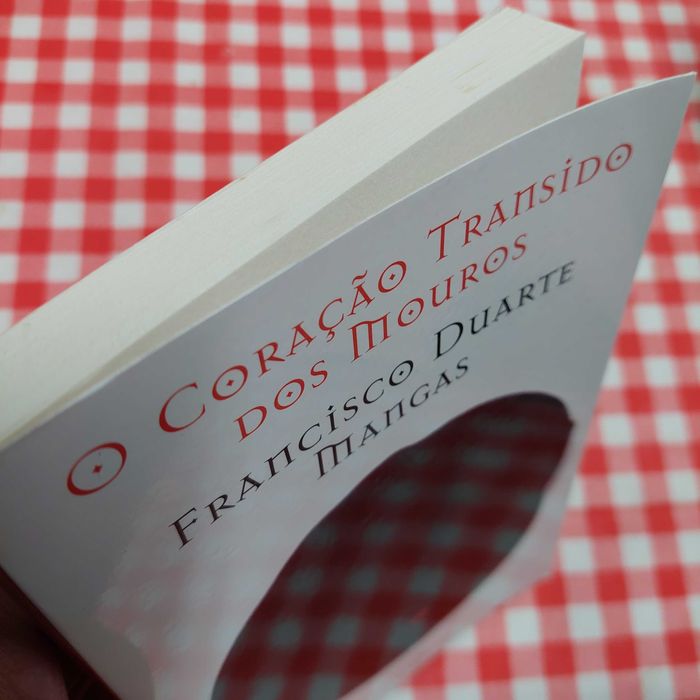 O Coração Transido
dos Mouros
Francisco Duarte
Mangas